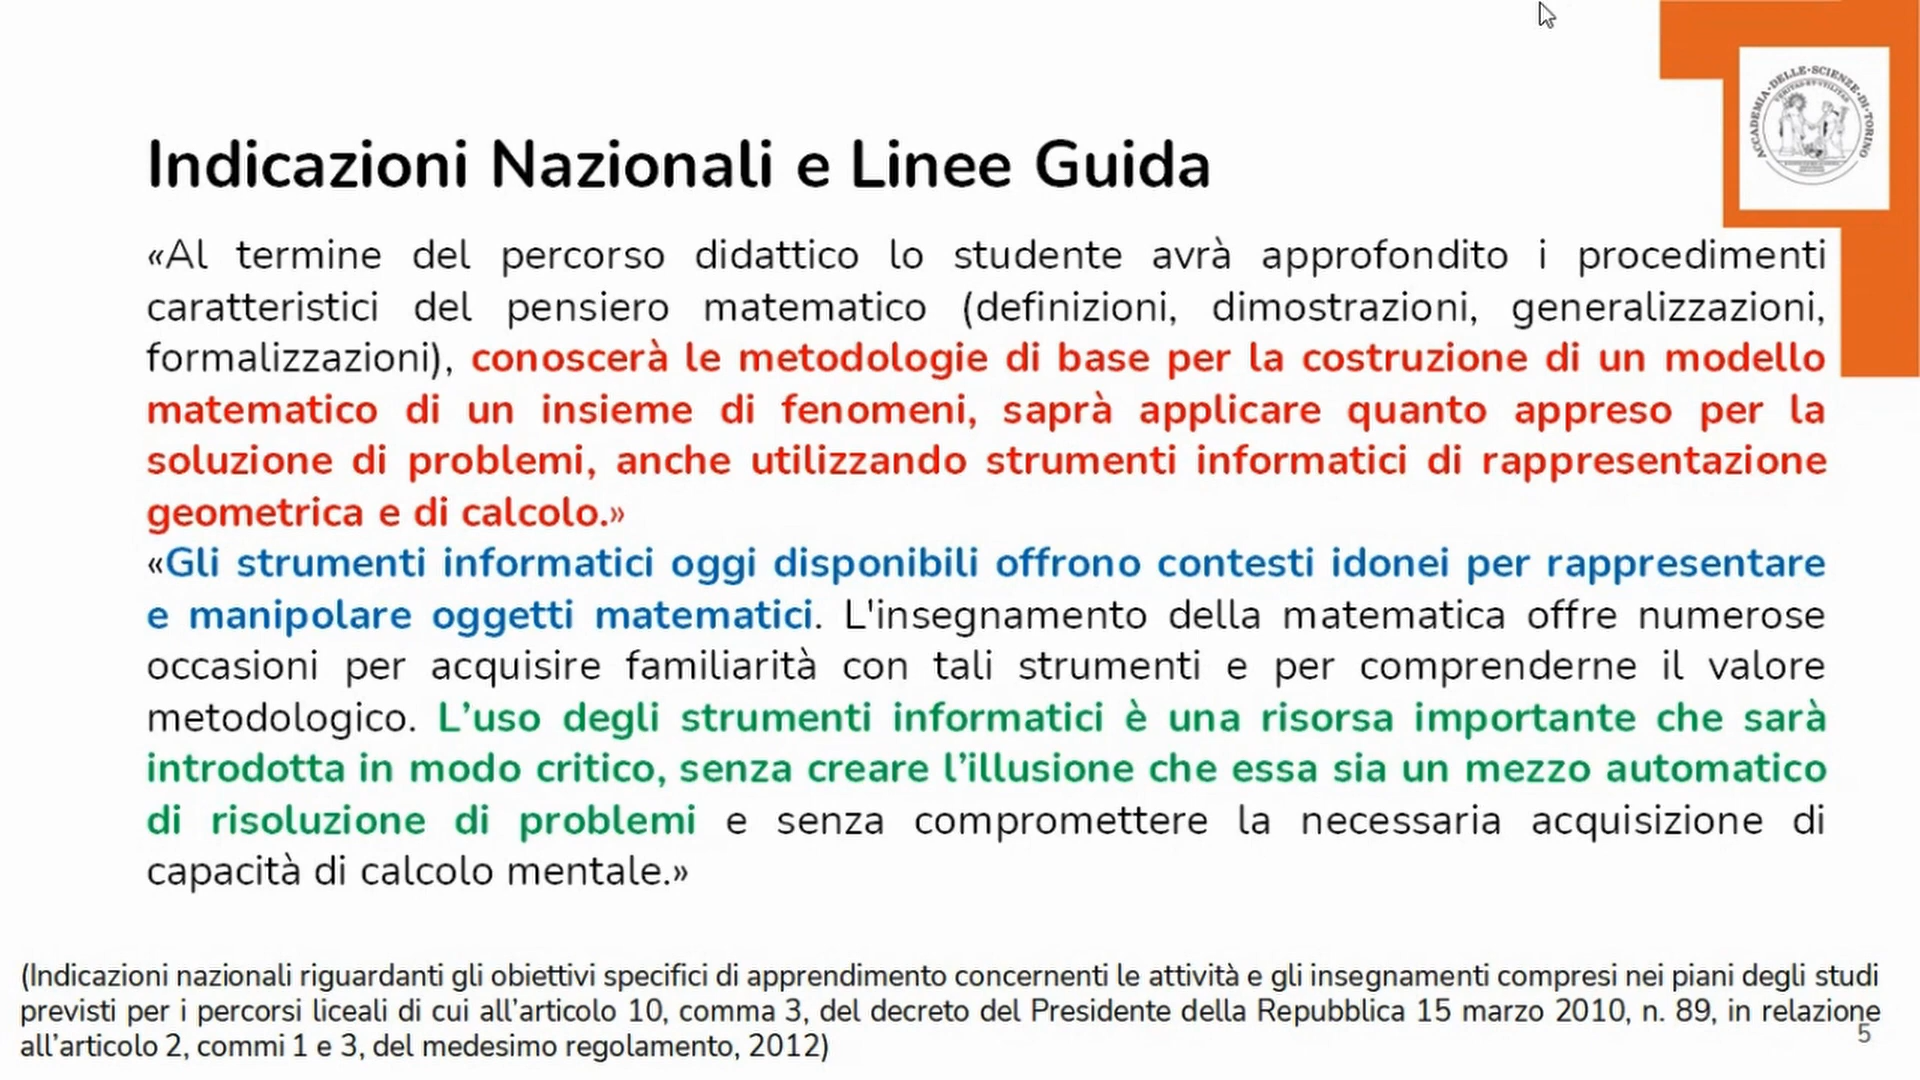 ACCADEMIA·DELLE·SCIENZE·DI·TORINO
VERITAS·ET·UTILITAS
Indicazioni Nazionali e Linee Guida
«Al termine del percorso didattico lo studente avrà approfondito i procedimenti
caratteristici del pensiero matematico (definizioni, dimostrazioni, generalizzazioni,
formalizzazioni), conoscerà le metodologie di base per la costruzione di un modello
matematico di un insieme di fenomeni, saprà applicare quanto appreso per la
soluzione di problemi, anche utilizzando strumenti informatici di rappresentazione
geometrica e di calcolo.»
«Gli strumenti informatici oggi disponibili offrono contesti idonei per rappresentare
e manipolare oggetti matematici. L'insegnamento della matematica offre numerose
occasioni per acquisire familiarità con tali strumenti e per comprenderne il valore
metodologico. L’uso degli strumenti informatici è una risorsa importante che sarà
introdotta in modo critico, senza creare l’illusione che essa sia un mezzo automatico
di risoluzione di problemi e senza compromettere la necessaria acquisizione di
capacità di calcolo mentale.»
(Indicazioni nazionali riguardanti gli obiettivi specifici di apprendimento concernenti le attività e gli insegnamenti compresi nei piani degli studi
previsti per i percorsi liceali di cui all’articolo 10, comma 3, del decreto del Presidente della Repubblica 15 marzo 2010, n. 89, in relazione
all’articolo 2, commi 1 e 3, del medesimo regolamento, 2012)
5